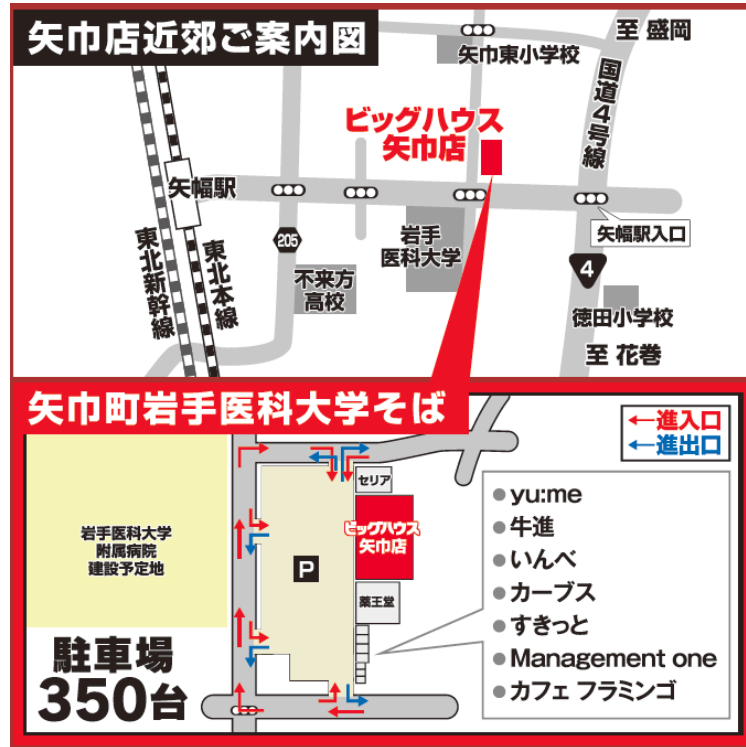 矢巾店近郊ご案内図
至 盛岡
矢巾東小学校
国道4号線
ビッグハウス
矢巾店
矢幅駅
205
岩手
医科大学
矢幅駅入口
東北新幹線
東北本線
不来方
高校
4
徳田小学校
至 花巻
矢巾町岩手医科大学そば
←進入口
←進出口
セリア
ビッグハウス
矢巾店
岩手医科大学
附属病院
建設予定地
P
薬王堂
yu:me
牛進
いんべ
カーブス
すきっと
Management one
カフェ フラミンゴ
駐車場
350台